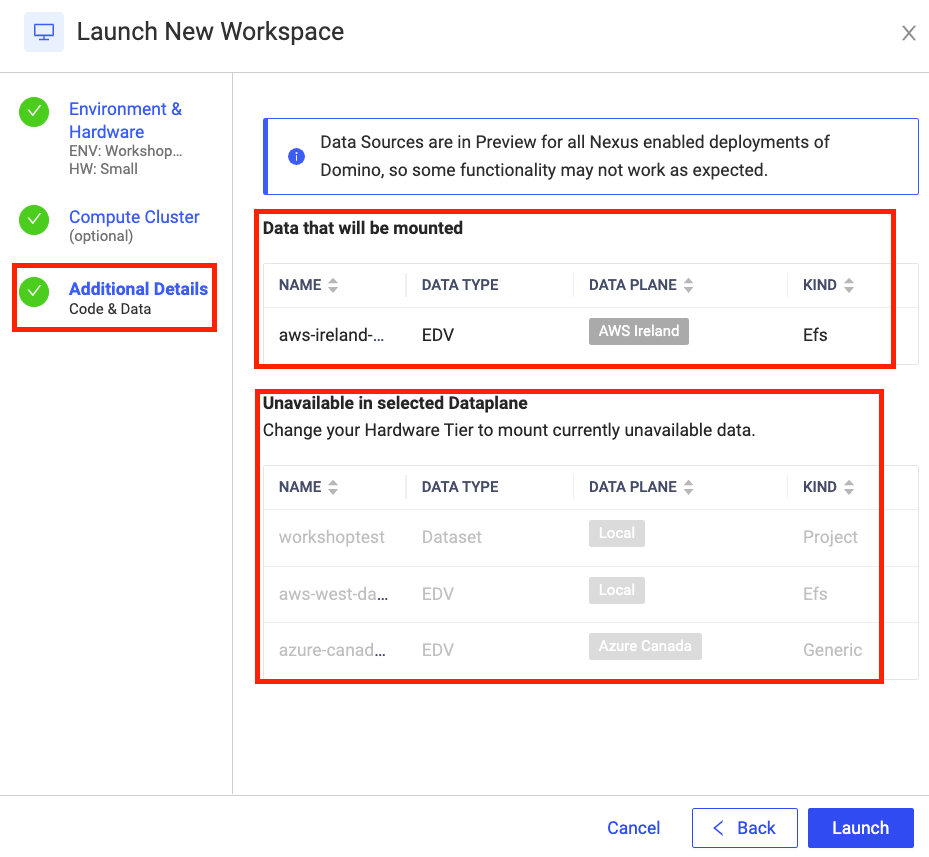 Launch New Workspace
Environment &
Hardware
ENV: Workshop...
HW: Small
Compute Cluster
(optional)
Additional Details
Code & Data
Data Sources are in Preview for all Nexus enabled deployments of
Domino, so some functionality may not work as expected.
Data that will be mounted
NAME DATA TYPE DATA PLANE KIND
aws-ireland-... EDV AWS Ireland Efs
Unavailable in selected Dataplane
Change your Hardware Tier to mount currently unavailable data.
NAME DATA TYPE DATA PLANE KIND
workshoptest Dataset Local Project
aws-west-da... EDV Local Efs
azure-canad... EDV Azure Canada Generic
Cancel Back Launch